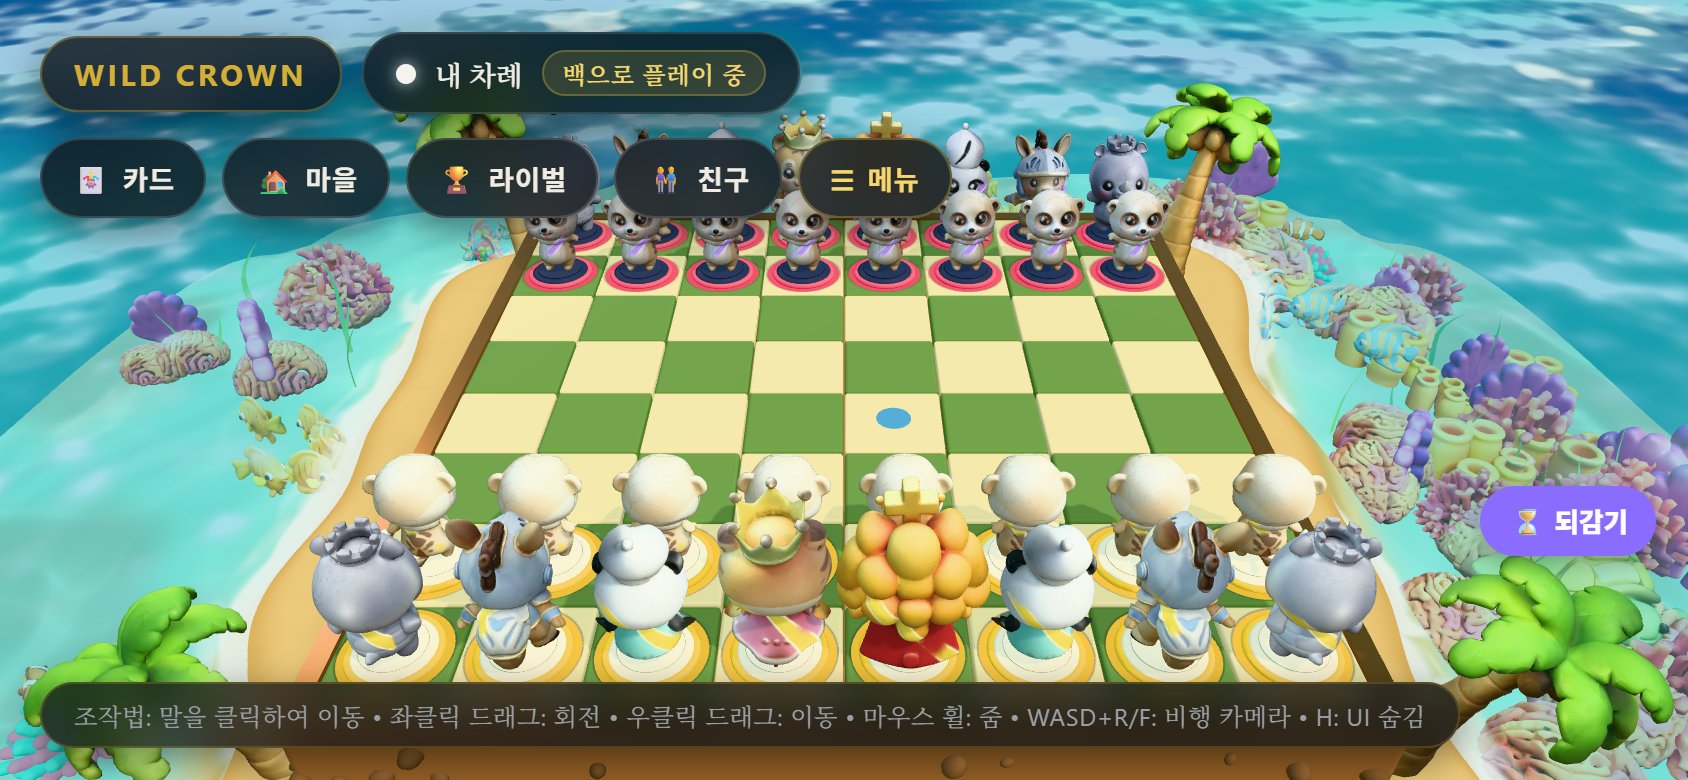 WILD CROWN
내 차례 백으로 플레이 중
카드 마을 라이벌 친구 메뉴
되감기
조작법: 말을 클릭하여 이동 • 좌클릭 드래그: 회전 • 우클릭 드래그: 이동 • 마우스 휠: 줌 • WASD+R/F: 비행 카메라 • H: UI 숨김